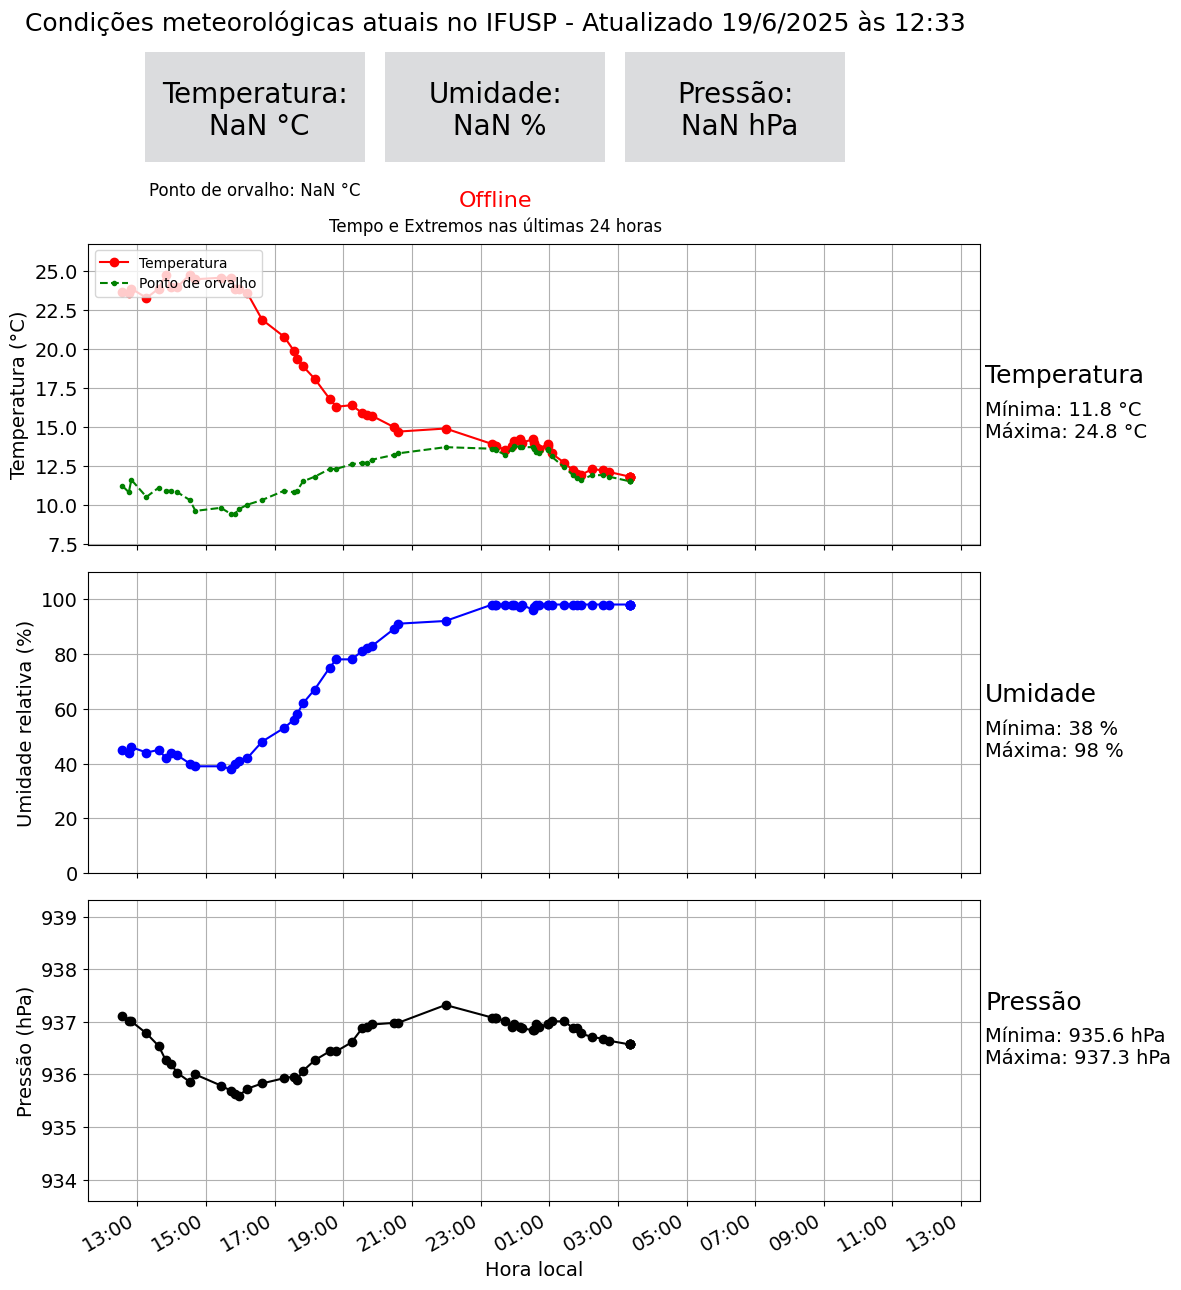 Condições meteorológicas atuais no IFUSP - Atualizado 19/6/2025 às 12:33
Temperatura:
NaN °C
Umidade:
NaN %
Pressão:
NaN hPa
Ponto de orvalho: NaN °C
Offline
Tempo e Extremos nas últimas 24 horas
Temperatura
Ponto de orvalho
Temperatura (°C)
25.0
22.5
20.0
17.5
15.0
12.5
10.0
7.5
Temperatura
Mínima: 11.8 °C
Máxima: 24.8 °C
Umidade relativa (%)
100
80
60
40
20
0
Umidade
Mínima: 38 %
Máxima: 98 %
Pressão (hPa)
939
938
937
936
935
934
Pressão
Mínima: 935.6 hPa
Máxima: 937.3 hPa
13:00 15:00 17:00 19:00 21:00 23:00 01:00 03:00 05:00 07:00 09:00 11:00 13:00
Hora local